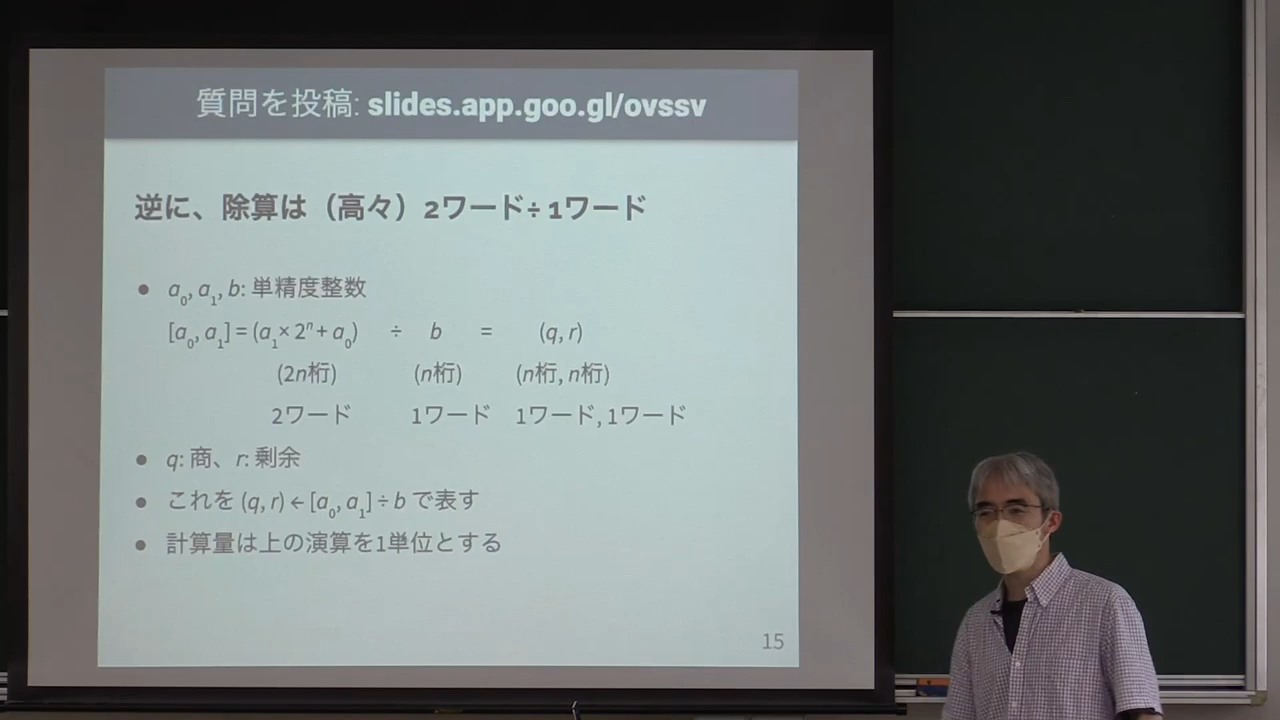 質問を投稿: slides.app.goo.gl/ovssv
逆に、除算は（高々）2ワード÷ 1ワード
● a₀, a₁, b: 単精度整数
[a₀, a₁] = (a₁× 2ⁿ + a₀) ÷ b = (q, r)
(2n桁) (n桁) (n桁, n桁)
2ワード 1ワード 1ワード, 1ワード
● q: 商、r: 剰余
● これを (q, r) ← [a₀, a₁] ÷ b で表す
● 計算量は上の演算を1単位とする
15